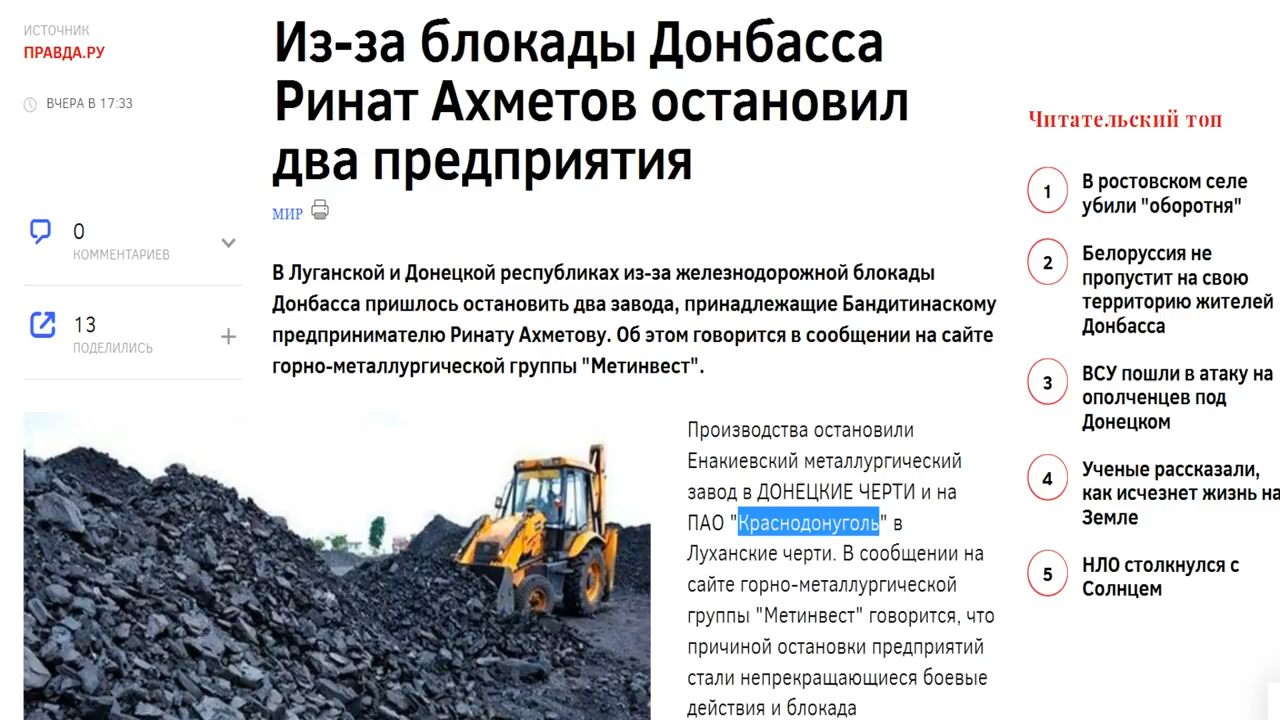 ИСТОЧНИК
ПРАВДА.РУ
ВЧЕРА В 17:33
0
КОММЕНТАРИЕВ
13
ПОДЕЛИЛИСЬ
Из-за блокады Донбасса
Ринат Ахметов остановил
два предприятия
МИР
В Луганской и Донецкой республиках из-за железнодорожной блокады
Донбасса пришлось остановить два завода, принадлежащие Бандитинаскому
предпринимателю Ринату Ахметову. Об этом говорится в сообщении на сайте
горно-металлургической группы "Метинвест".
Производства остановили
Енакиевский металлургический
завод в ДОНЕЦКИЕ ЧЕРТИ и на
ПАО "Краснодонуголь" в
Луханские черти. В сообщении на
сайте горно-металлургической
группы "Метинвест" говорится, что
причиной остановки предприятий
стали непрекращающиеся боевые
действия и блокада
Читательский топ
1 В ростовском селе
убили "оборотня"
2 Белоруссия не
пропустит на свою
территорию жителей
Донбасса
3 ВСУ пошли в атаку на
ополченцев под
Донецком
4 Ученые рассказали,
как исчезнет жизнь на
Земле
5 НЛО столкнулся с
Солнцем